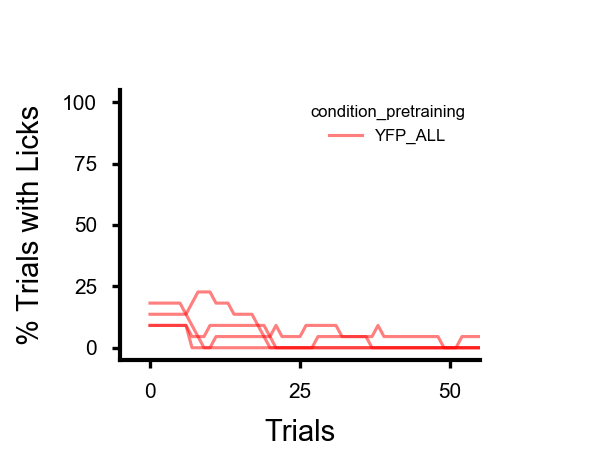 100
75
50
25
0
% Trials with Licks
condition_pretraining
YFP_ALL
0
25
50
Trials